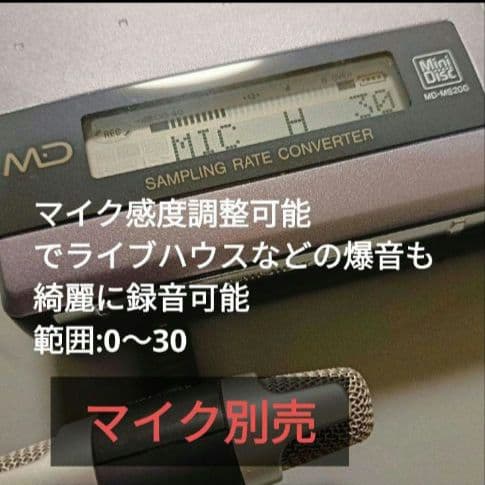 Mini
Disc
MD-MS200
REC
OVER
MIC H 30
MD
SAMPLING RATE CONVERTER
マイク感度調整可能
でライブハウスなどの爆音も
綺麗に録音可能
範囲:0〜30
マイク別売